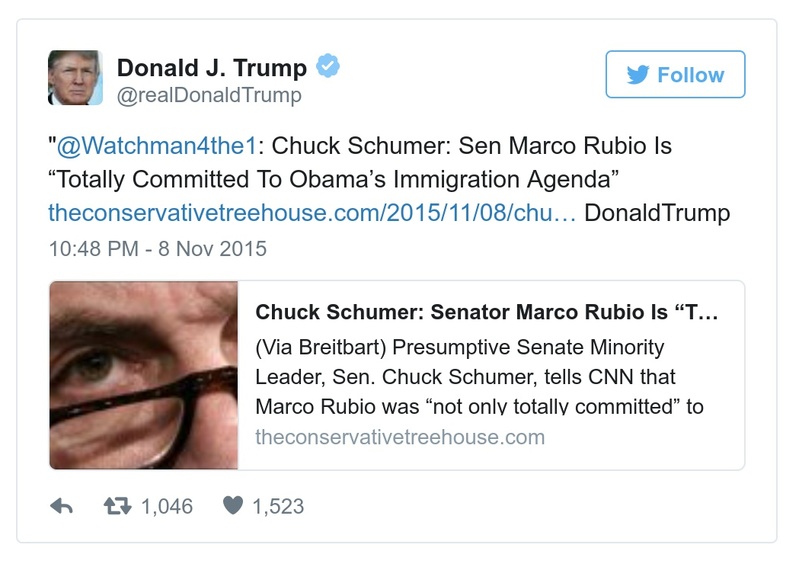 Donald J. Trump
@realDonaldTrump
Follow
"@Watchman4the1: Chuck Schumer: Sen Marco Rubio Is
“Totally Committed To Obama’s Immigration Agenda”
theconservativetreehouse.com/2015/11/08/chu… DonaldTrump
10:48 PM - 8 Nov 2015
Chuck Schumer: Senator Marco Rubio Is “T…
(Via Breitbart) Presumptive Senate Minority
Leader, Sen. Chuck Schumer, tells CNN that
Marco Rubio was “not only totally committed” to
theconservativetreehouse.com
1,046
1,523